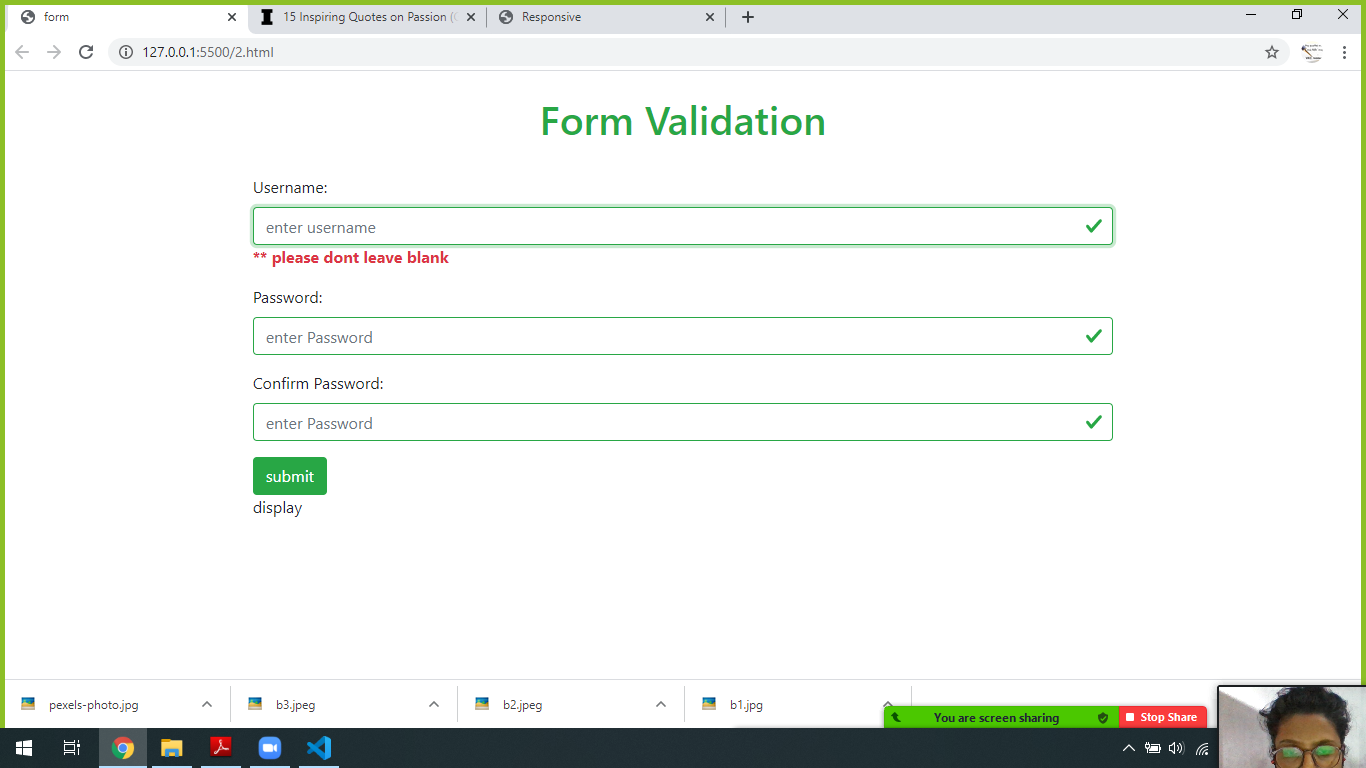 form
15 Inspiring Quotes on Passion (
Responsive
127.0.0.1:5500/2.html
Form Validation
Username:
enter username
** please dont leave blank
Password:
enter Password
Confirm Password:
enter Password
submit
display
pexels-photo.jpg
b3.jpeg
b2.jpeg
b1.jpg
You are screen sharing
Stop Share